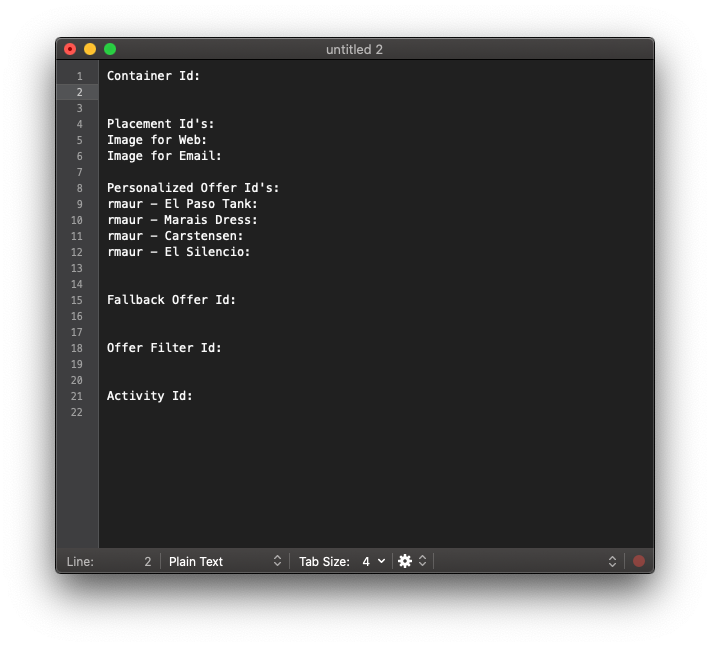 untitled 2
1 Container Id:
2
3
4 Placement Id's:
5 Image for Web:
6 Image for Email:
7
8 Personalized Offer Id's:
9 rmaur – El Paso Tank:
10 rmaur – Marais Dress:
11 rmaur – Carstensen:
12 rmaur – El Silencio:
13
14
15 Fallback Offer Id:
16
17
18 Offer Filter Id:
19
20
21 Activity Id:
22
Line: 2 Plain Text Tab Size: 4